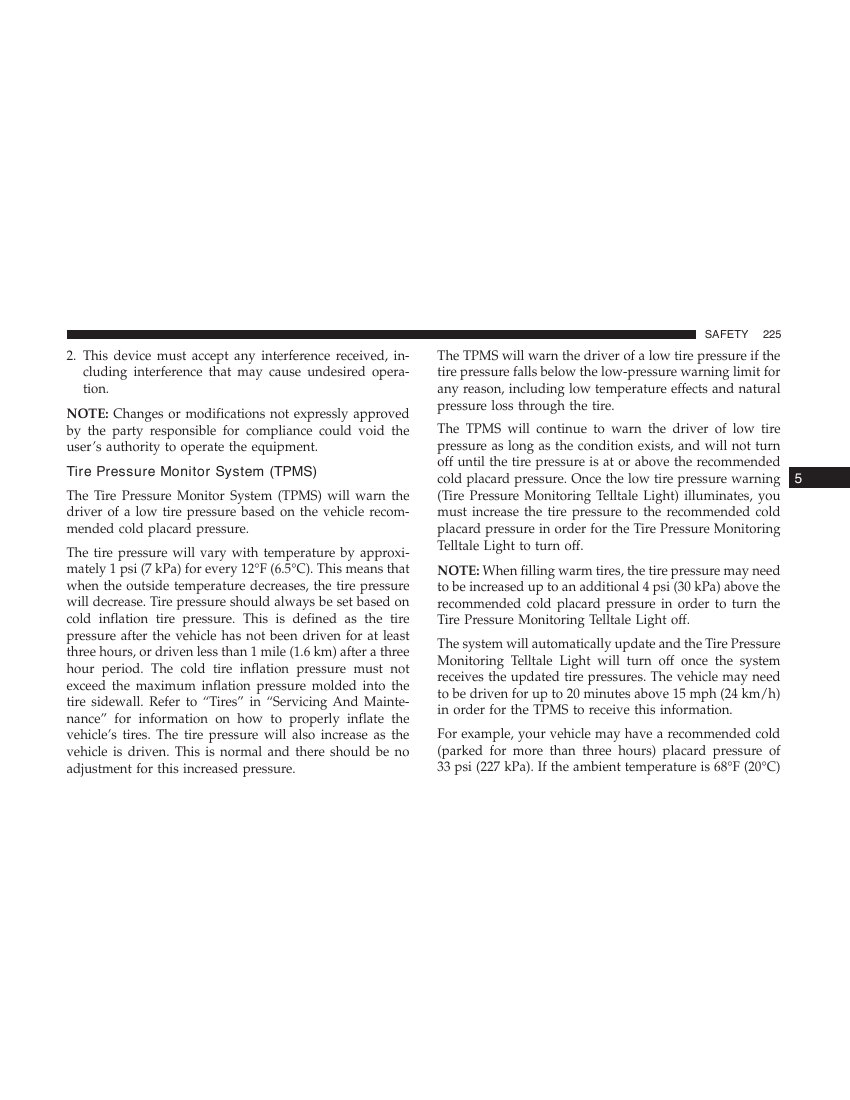 SAFETY 225
2. This device must accept any interference received, in-
cluding interference that may cause undesired opera-
tion.
NOTE: Changes or modifications not expressly approved
by the party responsible for compliance could void the
user’s authority to operate the equipment.
Tire Pressure Monitor System (TPMS)
The Tire Pressure Monitor System (TPMS) will warn the
driver of a low tire pressure based on the vehicle recom-
mended cold placard pressure.
The tire pressure will vary with temperature by approxi-
mately 1 psi (7 kPa) for every 12°F (6.5°C). This means that
when the outside temperature decreases, the tire pressure
will decrease. Tire pressure should always be set based on
cold inflation tire pressure. This is defined as the tire
pressure after the vehicle has not been driven for at least
three hours, or driven less than 1 mile (1.6 km) after a three
hour period. The cold tire inflation pressure must not
exceed the maximum inflation pressure molded into the
tire sidewall. Refer to “Tires” in “Servicing And Mainte-
nance” for information on how to properly inflate the
vehicle’s tires. The tire pressure will also increase as the
vehicle is driven. This is normal and there should be no
adjustment for this increased pressure.
The TPMS will warn the driver of a low tire pressure if the
tire pressure falls below the low-pressure warning limit for
any reason, including low temperature effects and natural
pressure loss through the tire.
The TPMS will continue to warn the driver of low tire
pressure as long as the condition exists, and will not turn
off until the tire pressure is at or above the recommended
cold placard pressure. Once the low tire pressure warning
(Tire Pressure Monitoring Telltale Light) illuminates, you
must increase the tire pressure to the recommended cold
placard pressure in order for the Tire Pressure Monitoring
Telltale Light to turn off.
NOTE: When filling warm tires, the tire pressure may need
to be increased up to an additional 4 psi (30 kPa) above the
recommended cold placard pressure in order to turn the
Tire Pressure Monitoring Telltale Light off.
The system will automatically update and the Tire Pressure
Monitoring Telltale Light will turn off once the system
receives the updated tire pressures. The vehicle may need
to be driven for up to 20 minutes above 15 mph (24 km/h)
in order for the TPMS to receive this information.
For example, your vehicle may have a recommended cold
(parked for more than three hours) placard pressure of
33 psi (227 kPa). If the ambient temperature is 68°F (20°C)
5